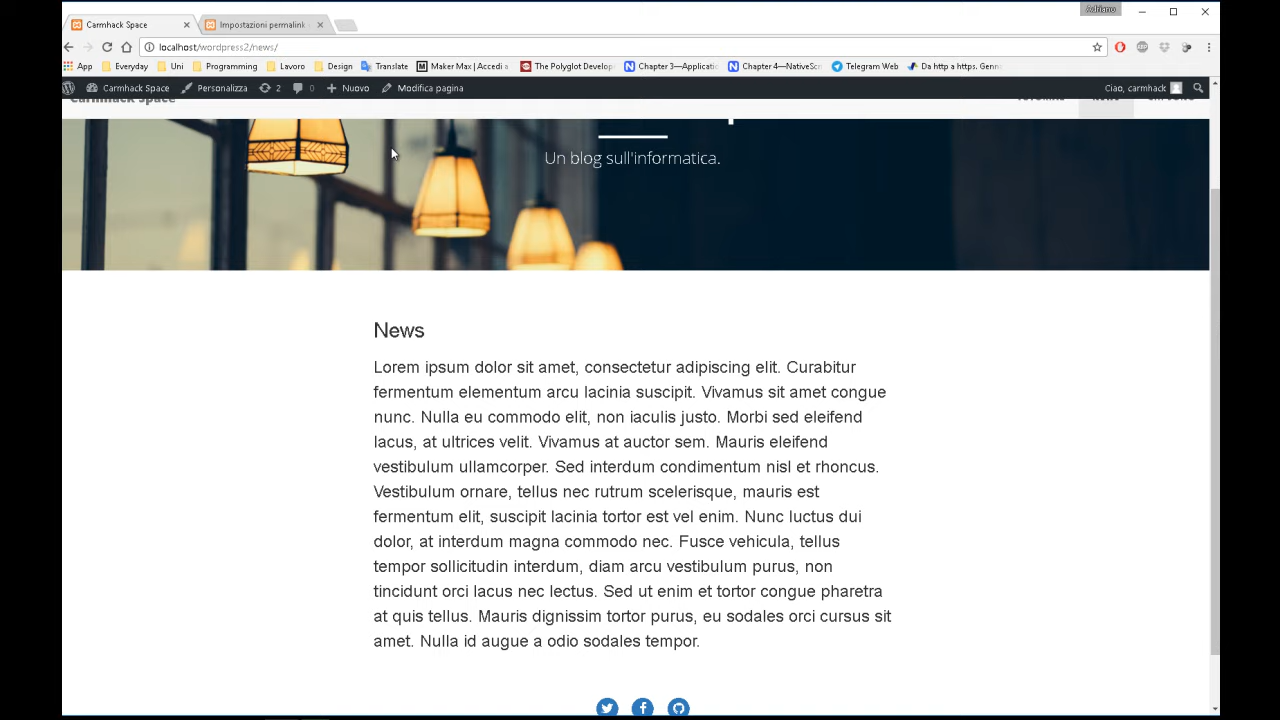 Adriano
Carmhack Space
Impostazioni permalink
localhost/wordpress2/news/
App Everyday Uni Programming Lavoro Design Translate Maker Max | Accedi a The Polyglot Develop Chapter 3—Applicatio Chapter 4—NativeScr Telegram Web Da http a https. Genn
Carmhack Space Personalizza 2 0 Nuovo Modifica pagina Ciao, carmhack
Carmhack Space
Un blog sull'informatica.
News
Lorem ipsum dolor sit amet, consectetur adipiscing elit. Curabitur
fermentum elementum arcu lacinia suscipit. Vivamus sit amet congue
nunc. Nulla eu commodo elit, non iaculis justo. Morbi sed eleifend
lacus, at ultrices velit. Vivamus at auctor sem. Mauris eleifend
vestibulum ullamcorper. Sed interdum condimentum nisl et rhoncus.
Vestibulum ornare, tellus nec rutrum scelerisque, mauris est
fermentum elit, suscipit lacinia tortor est vel enim. Nunc luctus dui
dolor, at interdum magna commodo nec. Fusce vehicula, tellus
tempor sollicitudin interdum, diam arcu vestibulum purus, non
tincidunt orci lacus nec lectus. Sed ut enim et tortor congue pharetra
at quis tellus. Mauris dignissim tortor purus, eu sodales orci cursus sit
amet. Nulla id augue a odio sodales tempor.